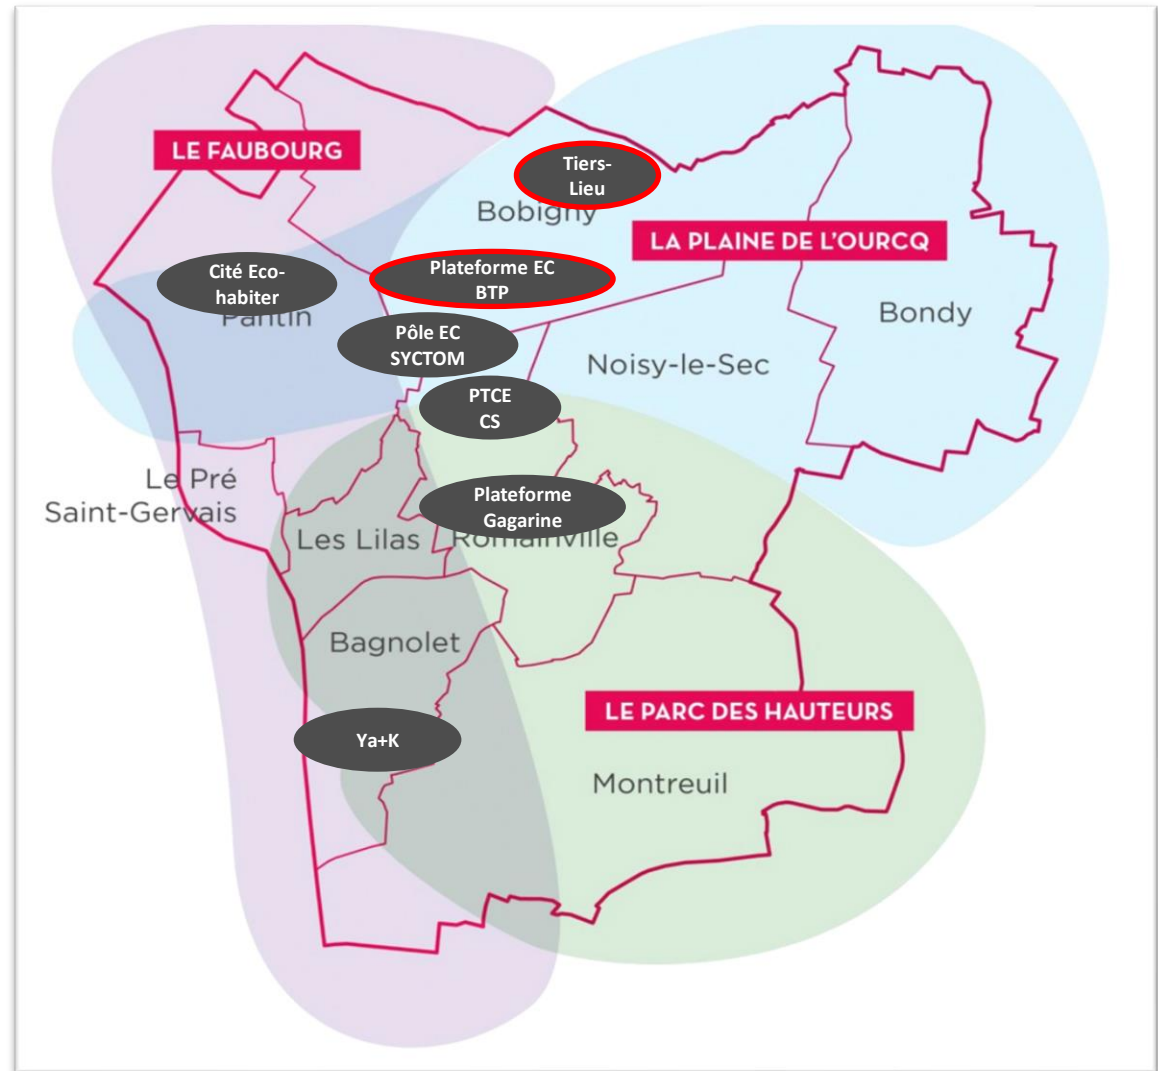 LE FAUBOURG
Tiers-
Lieu
Bobigny
LA PLAINE DE L'OURCQ
Cité Eco-
habiter
Pantin
Plateforme EC
BTP
Bondy
Pôle EC
SYCTOM
Noisy-le-Sec
PTCE
CS
Le Pré
Saint-Gervais
Plateforme
Gagarine
Les Lilas
Romainville
Bagnolet
LE PARC DES HAUTEURS
Ya+K
Montreuil